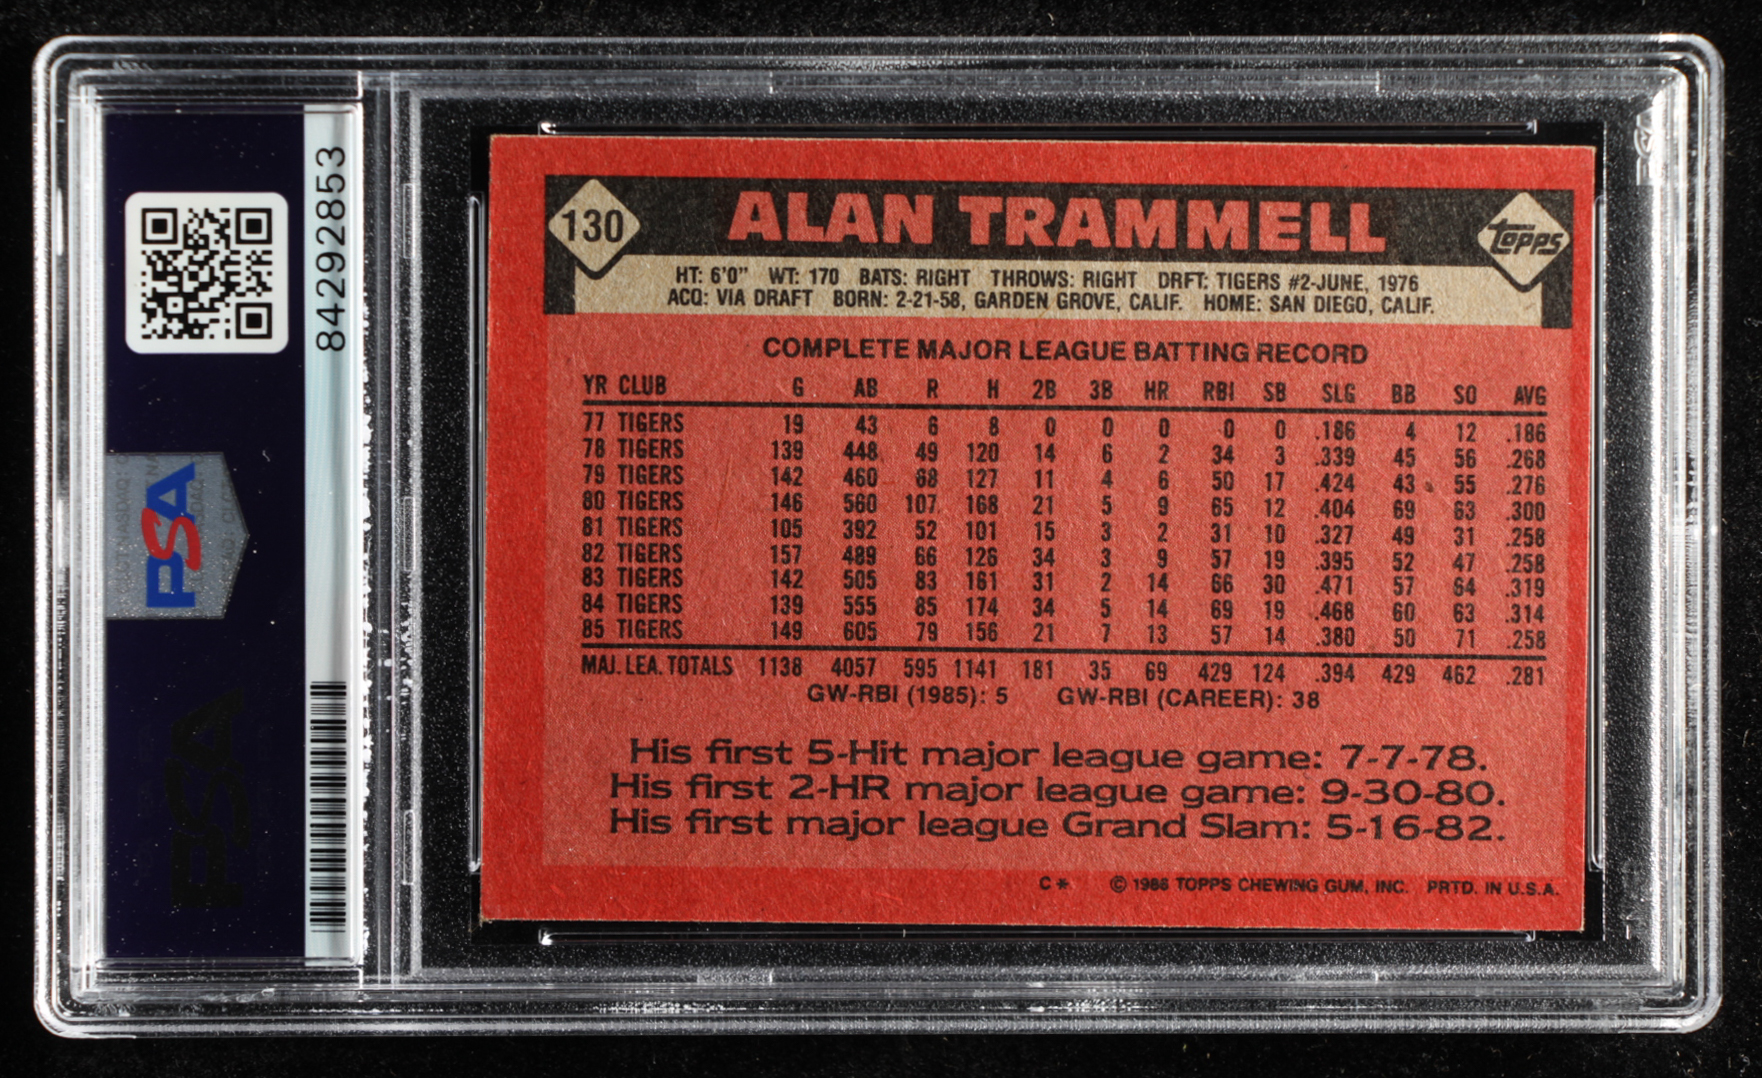 84292853
PSA
PSA
130
ALAN TRAMMELL
topps
HT: 6'0" WT: 170 BATS: RIGHT THROWS: RIGHT DRFT: TIGERS #2-JUNE, 1976
ACQ: VIA DRAFT BORN: 2-21-58, GARDEN GROVE, CALIF. HOME: SAN DIEGO, CALIF.
COMPLETE MAJOR LEAGUE BATTING RECORD
YR CLUB G AB R H 2B 3B HR RBI SB SLG BB SO AVG
77 TIGERS 19 43 6 8 0 0 0 0 0 .186 4 12 .186
78 TIGERS 139 448 49 120 14 6 2 34 3 .339 45 56 .268
79 TIGERS 142 460 68 127 11 4 6 50 17 .424 43 55 .276
80 TIGERS 146 560 107 168 21 5 9 65 12 .404 69 63 .300
81 TIGERS 105 392 52 101 15 3 2 31 10 .327 49 31 .258
82 TIGERS 157 489 66 126 34 3 9 57 19 .395 52 47 .258
83 TIGERS 142 505 83 161 31 2 14 66 30 .471 57 64 .319
84 TIGERS 139 555 85 174 34 5 14 69 19 .468 60 63 .314
85 TIGERS 149 605 79 156 21 7 13 57 14 .380 50 71 .258
MAJ. LEA. TOTALS 1138 4057 595 1141 181 35 69 429 124 .394 429 462 .281
GW-RBI (1985): 5 GW-RBI (CAREER): 38
His first 5-Hit major league game: 7-7-78.
His first 2-HR major league game: 9-30-80.
His first major league Grand Slam: 5-16-82.
C* © 1986 TOPPS CHEWING GUM, INC. PRTD. IN U.S.A.